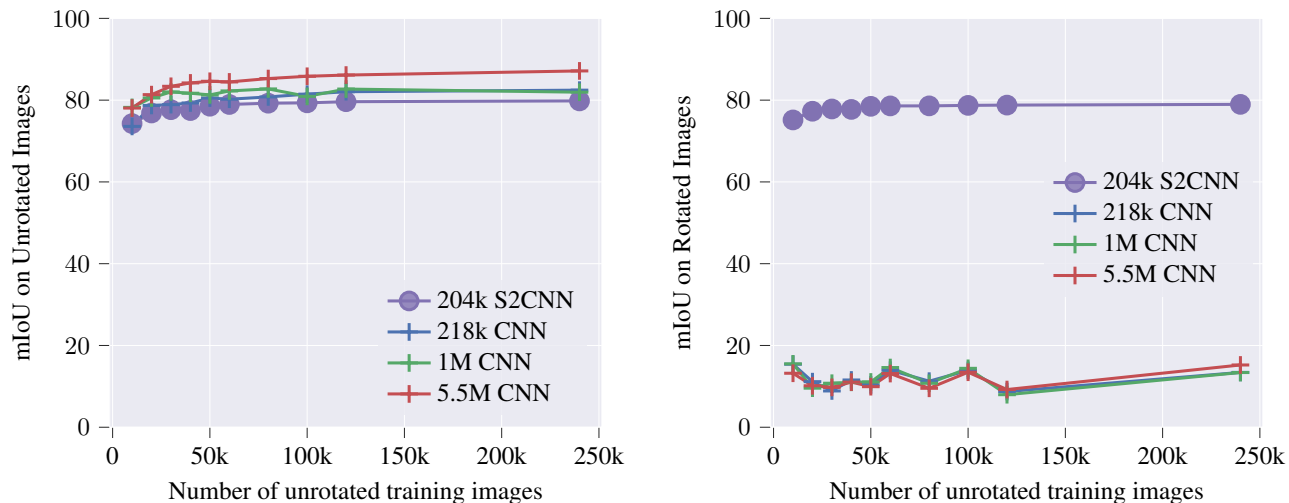 mIoU on Unrotated Images
100
80
60
40
20
0
204k S2CNN
218k CNN
1M CNN
5.5M CNN
0 50k 100k 150k 200k 250k
Number of unrotated training images
mIoU on Rotated Images
100
80
60
40
20
0
204k S2CNN
218k CNN
1M CNN
5.5M CNN
0 50k 100k 150k 200k 250k
Number of unrotated training images